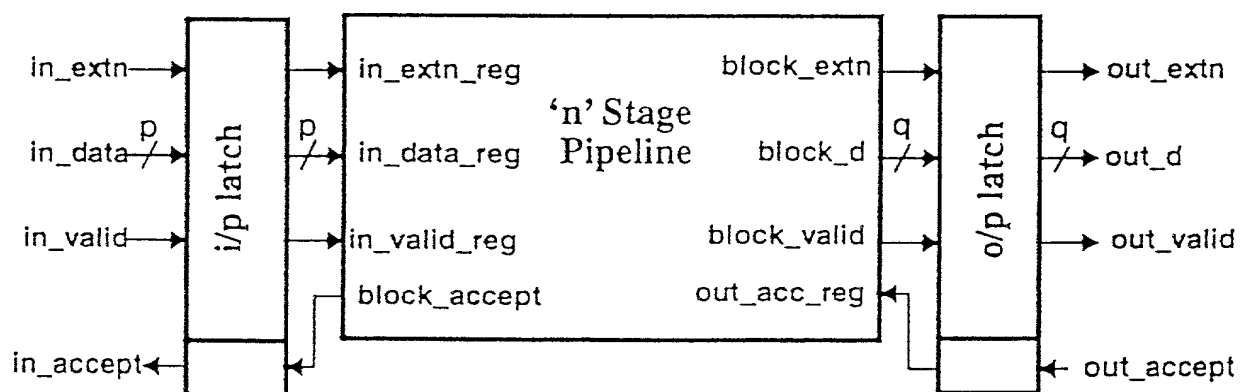 in_extn
i/p latch
in_extn_reg
block_extn
o/p latch
out_extn
'n' Stage
Pipeline
in_data
p
p
in_data_reg
block_d
q
q
out_d
in_valid
in_valid_reg
block_valid
out_valid
block_accept
out_acc_reg
in_accept
out_accept